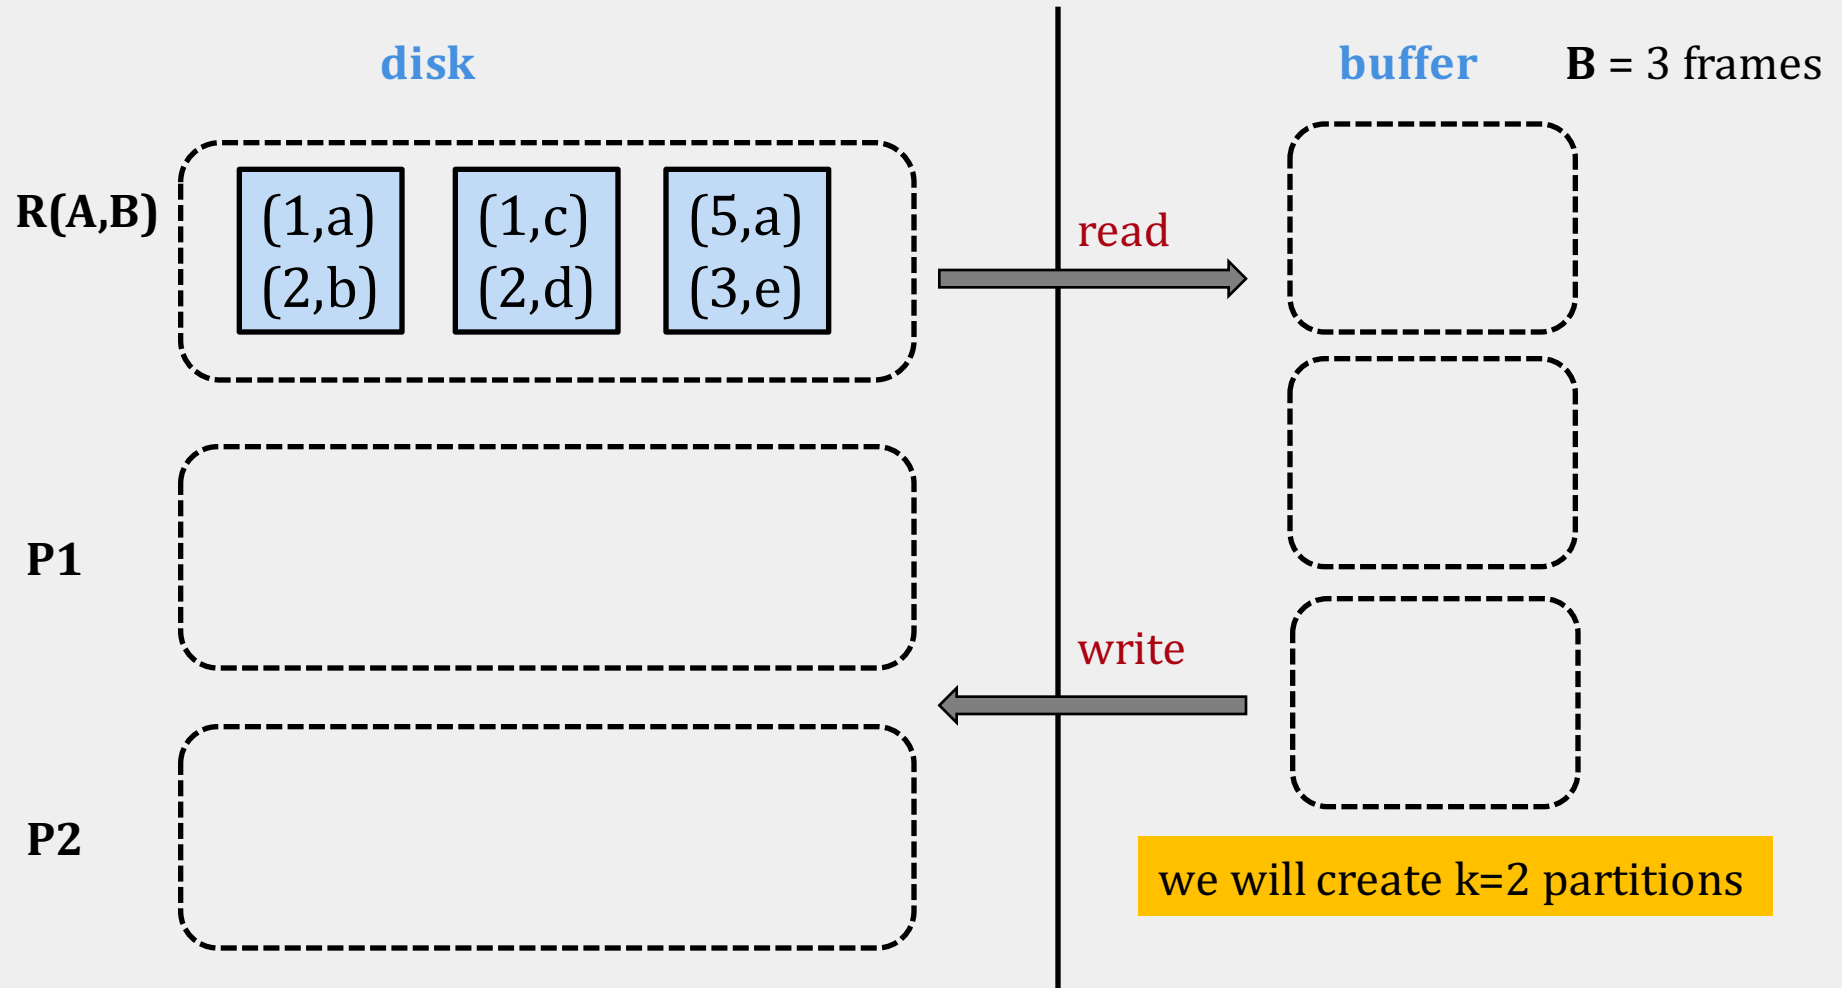 disk
buffer
B = 3 frames
R(A,B)
(1,a)
(2,b)
(1,c)
(2,d)
(5,a)
(3,e)
read
P1
write
P2
we will create k=2 partitions